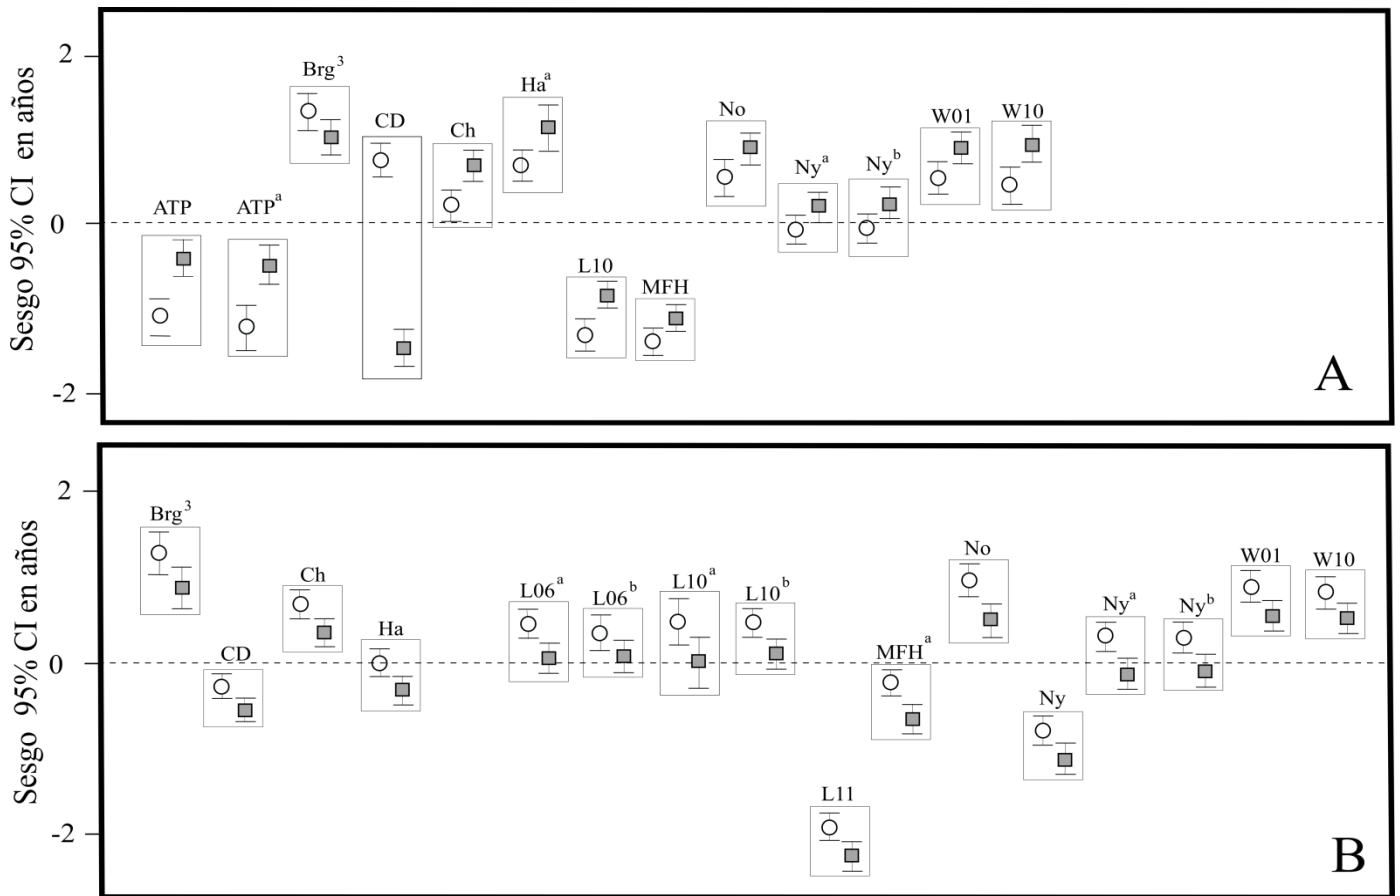 Sesgo 95% CI en años
2
0
-2
ATP
ATPᵃ
Brg³
CD
Ch
Haᵃ
L10
MFH
No
Nyᵃ
Nyᵇ
W01
W10
A
Sesgo 95% CI en años
2
0
-2
Brg³
CD
Ch
Ha
L06ᵃ
L06ᵇ
L10ᵃ
L10ᵇ
L11
MFHᵃ
No
Ny
Nyᵃ
Nyᵇ
W01
W10
B